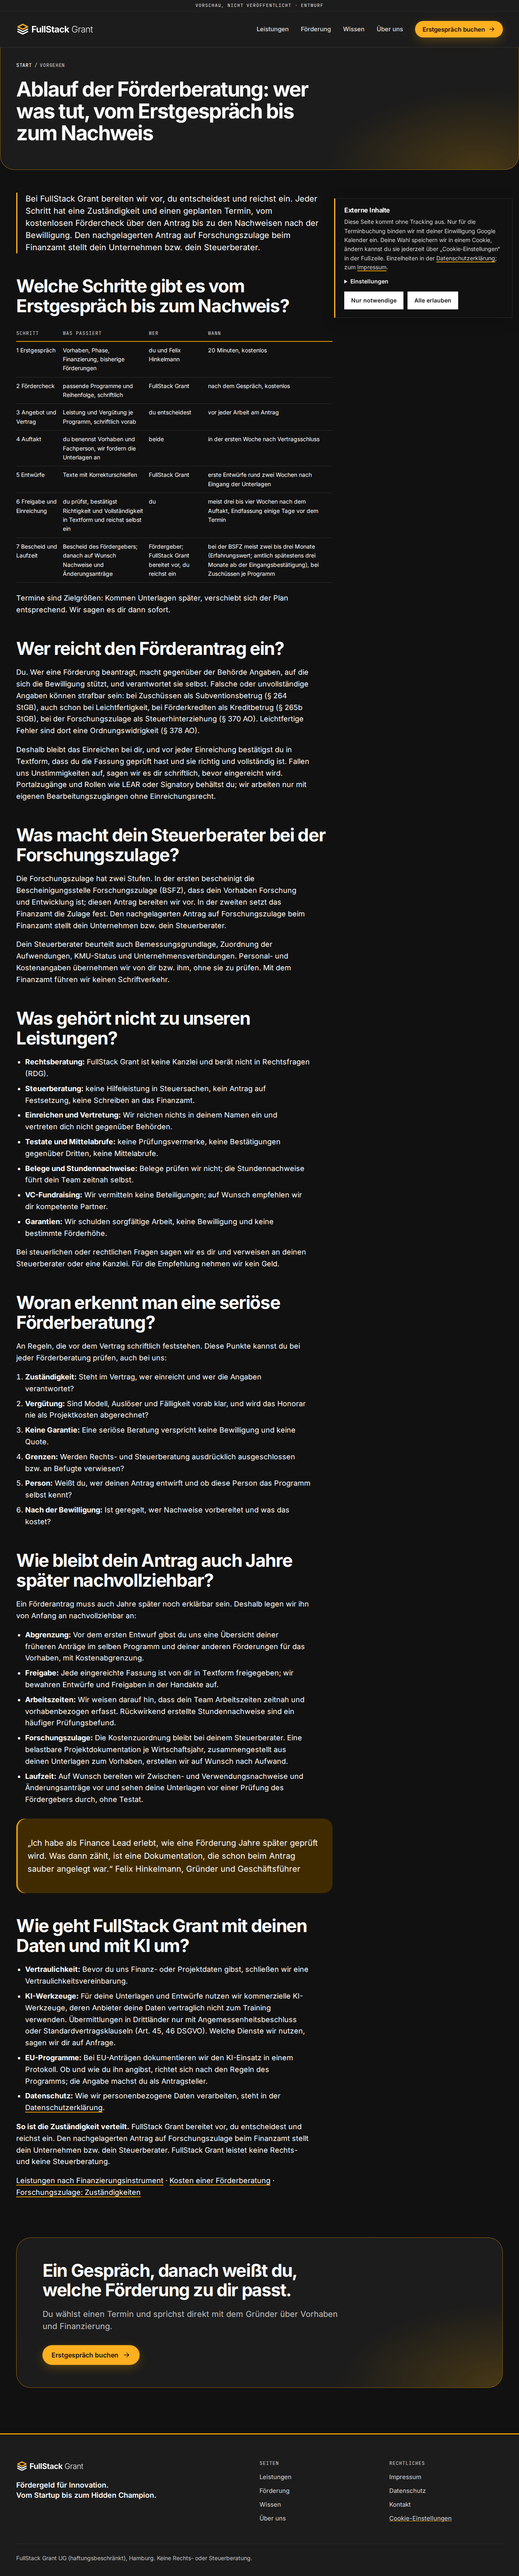 VORSCHAU, NICHT VERÖFFENTLICHT · ENTWURF
FullStack Grant
Leistungen
Förderung
Wissen
Über uns
Erstgespräch buchen →
START / VORGEHEN
Ablauf der Förderberatung: wer
was tut, vom Erstgespräch bis
zum Nachweis
Bei FullStack Grant bereiten wir vor, du entscheidest und reichst ein. Jeder
Schritt hat eine Zuständigkeit und einen geplanten Termin, vom
kostenlosen Fördercheck über den Antrag bis zu den Nachweisen nach der
Bewilligung. Den nachgelagerten Antrag auf Forschungszulage beim
Finanzamt stellt dein Unternehmen bzw. dein Steuerberater.
Externe Inhalte
Diese Seite kommt ohne Tracking aus. Nur für die
Terminbuchung binden wir mit deiner Einwilligung Google
Kalender ein. Deine Wahl speichern wir in einem Cookie,
ändern kannst du sie jederzeit über „Cookie-Einstellungen“
in der Fußzeile. Einzelheiten in der Datenschutzerklärung;
zum Impressum.
▶ Einstellungen
Nur notwendige
Alle erlauben
Welche Schritte gibt es vom
Erstgespräch bis zum Nachweis?
SCHRITT WAS PASSIERT WER WANN
1 Erstgespräch Vorhaben, Phase, du und Felix 20 Minuten, kostenlos
Finanzierung, bisherige Hinkelmann
Förderungen
2 Fördercheck passende Programme und FullStack Grant nach dem Gespräch, kostenlos
Reihenfolge, schriftlich
3 Angebot und Leistung und Vergütung je du entscheidest vor jeder Arbeit am Antrag
Vertrag Programm, schriftlich vorab
4 Auftakt du benennst Vorhaben und beide in der ersten Woche nach Vertragsschluss
Fachperson, wir fordern die
Unterlagen an
5 Entwürfe Texte mit Korrekturschleifen FullStack Grant erste Entwürfe rund zwei Wochen nach
Eingang der Unterlagen
6 Freigabe und du prüfst, bestätigst du meist drei bis vier Wochen nach dem
Einreichung Richtigkeit und Vollständigkeit Auftakt, Endfassung einige Tage vor dem
in Textform und reichst selbst Termin
ein
7 Bescheid und Bescheid des Fördergebers; Fördergeber; bei der BSFZ meist zwei bis drei Monate
Laufzeit danach auf Wunsch FullStack Grant (Erfahrungswert; amtlich spätestens drei
Nachweise und bereitet vor, du Monate ab der Eingangsbestätigung), bei
Änderungsanträge reichst ein Zuschüssen je Programm
Termine sind Zielgrößen: Kommen Unterlagen später, verschiebt sich der Plan
entsprechend. Wir sagen es dir dann sofort.
Wer reicht den Förderantrag ein?
Du. Wer eine Förderung beantragt, macht gegenüber der Behörde Angaben, auf die
sich die Bewilligung stützt, und verantwortet sie selbst. Falsche oder unvollständige
Angaben können strafbar sein: bei Zuschüssen als Subventionsbetrug (§ 264
StGB), auch schon bei Leichtfertigkeit, bei Förderkrediten als Kreditbetrug (§ 265b
StGB), bei der Forschungszulage als Steuerhinterziehung (§ 370 AO). Leichtfertige
Fehler sind dort eine Ordnungswidrigkeit (§ 378 AO).
Deshalb bleibt das Einreichen bei dir, und vor jeder Einreichung bestätigst du in
Textform, dass du die Fassung geprüft hast und sie richtig und vollständig ist. Fallen
uns Unstimmigkeiten auf, sagen wir es dir schriftlich, bevor eingereicht wird.
Portalzugänge und Rollen wie LEAR oder Signatory behältst du; wir arbeiten nur mit
eigenen Bearbeitungszugängen ohne Einreichungsrecht.
Was macht dein Steuerberater bei der
Forschungszulage?
Die Forschungszulage hat zwei Stufen. In der ersten bescheinigt die
Bescheinigungsstelle Forschungszulage (BSFZ), dass dein Vorhaben Forschung
und Entwicklung ist; diesen Antrag bereiten wir vor. In der zweiten setzt das
Finanzamt die Zulage fest. Den nachgelagerten Antrag auf Forschungszulage beim
Finanzamt stellt dein Unternehmen bzw. dein Steuerberater.
Dein Steuerberater beurteilt auch Bemessungsgrundlage, Zuordnung der
Aufwendungen, KMU-Status und Unternehmensverbindungen. Personal- und
Kostenangaben übernehmen wir von dir bzw. ihm, ohne sie zu prüfen. Mit dem
Finanzamt führen wir keinen Schriftverkehr.
Was gehört nicht zu unseren
Leistungen?
• Rechtsberatung: FullStack Grant ist keine Kanzlei und berät nicht in Rechtsfragen
(RDG).
• Steuerberatung: keine Hilfeleistung in Steuersachen, kein Antrag auf
Festsetzung, keine Schreiben an das Finanzamt.
• Einreichen und Vertretung: Wir reichen nichts in deinem Namen ein und
vertreten dich nicht gegenüber Behörden.
• Testate und Mittelabrufe: keine Prüfungsvermerke, keine Bestätigungen
gegenüber Dritten, keine Mittelabrufe.
• Belege und Stundennachweise: Belege prüfen wir nicht; die Stundennachweise
führt dein Team zeitnah selbst.
• VC-Fundraising: Wir vermitteln keine Beteiligungen; auf Wunsch empfehlen wir
dir kompetente Partner.
• Garantien: Wir schulden sorgfältige Arbeit, keine Bewilligung und keine
bestimmte Förderhöhe.
Bei steuerlichen oder rechtlichen Fragen sagen wir es dir und verweisen an deinen
Steuerberater oder eine Kanzlei. Für die Empfehlung nehmen wir kein Geld.
Woran erkennt man eine seriöse
Förderberatung?
An Regeln, die vor dem Vertrag schriftlich feststehen. Diese Punkte kannst du bei
jeder Förderberatung prüfen, auch bei uns:
1. Zuständigkeit: Steht im Vertrag, wer einreicht und wer die Angaben
verantwortet?
2. Vergütung: Sind Modell, Auslöser und Fälligkeit vorab klar, und wird das Honorar
nie als Projektkosten abgerechnet?
3. Keine Garantie: Eine seriöse Beratung verspricht keine Bewilligung und keine
Quote.
4. Grenzen: Werden Rechts- und Steuerberatung ausdrücklich ausgeschlossen
bzw. an Befugte verwiesen?
5. Person: Weißt du, wer deinen Antrag entwirft und ob diese Person das Programm
selbst kennt?
6. Nach der Bewilligung: Ist geregelt, wer Nachweise vorbereitet und was das
kostet?
Wie bleibt dein Antrag auch Jahre
später nachvollziehbar?
Ein Förderantrag muss auch Jahre später noch erklärbar sein. Deshalb legen wir ihn
von Anfang an nachvollziehbar an:
• Abgrenzung: Vor dem ersten Entwurf gibst du uns eine Übersicht deiner
früheren Anträge im selben Programm und deiner anderen Förderungen für das
Vorhaben, mit Kostenabgrenzung.
• Freigabe: Jede eingereichte Fassung ist von dir in Textform freigegeben; wir
bewahren Entwürfe und Freigaben in der Handakte auf.
• Arbeitszeiten: Wir weisen darauf hin, dass dein Team Arbeitszeiten zeitnah und
vorhabenbezogen erfasst. Rückwirkend erstellte Stundennachweise sind ein
häufiger Prüfungsbefund.
• Forschungszulage: Die Kostenzuordnung bleibt bei deinem Steuerberater. Eine
belastbare Projektdokumentation je Wirtschaftsjahr, zusammengestellt aus
deinen Unterlagen zum Vorhaben, erstellen wir auf Wunsch nach Aufwand.
• Laufzeit: Auf Wunsch bereiten wir Zwischen- und Verwendungsnachweise und
Änderungsanträge vor und sehen deine Unterlagen vor einer Prüfung des
Fördergebers durch, ohne Testat.
„Ich habe als Finance Lead erlebt, wie eine Förderung Jahre später geprüft
wird. Was dann zählt, ist eine Dokumentation, die schon beim Antrag
sauber angelegt war.“ Felix Hinkelmann, Gründer und Geschäftsführer
Wie geht FullStack Grant mit deinen
Daten und mit KI um?
• Vertraulichkeit: Bevor du uns Finanz- oder Projektdaten gibst, schließen wir eine
Vertraulichkeitsvereinbarung.
• KI-Werkzeuge: Für deine Unterlagen und Entwürfe nutzen wir kommerzielle KI-
Werkzeuge, deren Anbieter deine Daten vertraglich nicht zum Training
verwenden. Übermittlungen in Drittländer nur mit Angemessenheitsbeschluss
oder Standardvertragsklauseln (Art. 45, 46 DSGVO). Welche Dienste wir nutzen,
sagen wir dir auf Anfrage.
• EU-Programme: Bei EU-Anträgen dokumentieren wir den KI-Einsatz in einem
Protokoll. Ob und wie du ihn angibst, richtet sich nach den Regeln des
Programms; die Angabe machst du als Antragsteller.
• Datenschutz: Wie wir personenbezogene Daten verarbeiten, steht in der
Datenschutzerklärung.
So ist die Zuständigkeit verteilt. FullStack Grant bereitet vor, du entscheidest und
reichst ein. Den nachgelagerten Antrag auf Forschungszulage beim Finanzamt stellt
dein Unternehmen bzw. dein Steuerberater. FullStack Grant leistet keine Rechts-
und keine Steuerberatung.
Leistungen nach Finanzierungsinstrument · Kosten einer Förderberatung ·
Forschungszulage: Zuständigkeiten
Ein Gespräch, danach weißt du,
welche Förderung zu dir passt.
Du wählst einen Termin und sprichst direkt mit dem Gründer über Vorhaben
und Finanzierung.
Erstgespräch buchen →
FullStack Grant
Fördergeld für Innovation.
Vom Startup bis zum Hidden Champion.
SEITEN
Leistungen
Förderung
Wissen
Über uns
RECHTLICHES
Impressum
Datenschutz
Kontakt
Cookie-Einstellungen
FullStack Grant UG (haftungsbeschränkt), Hamburg. Keine Rechts- oder Steuerberatung.